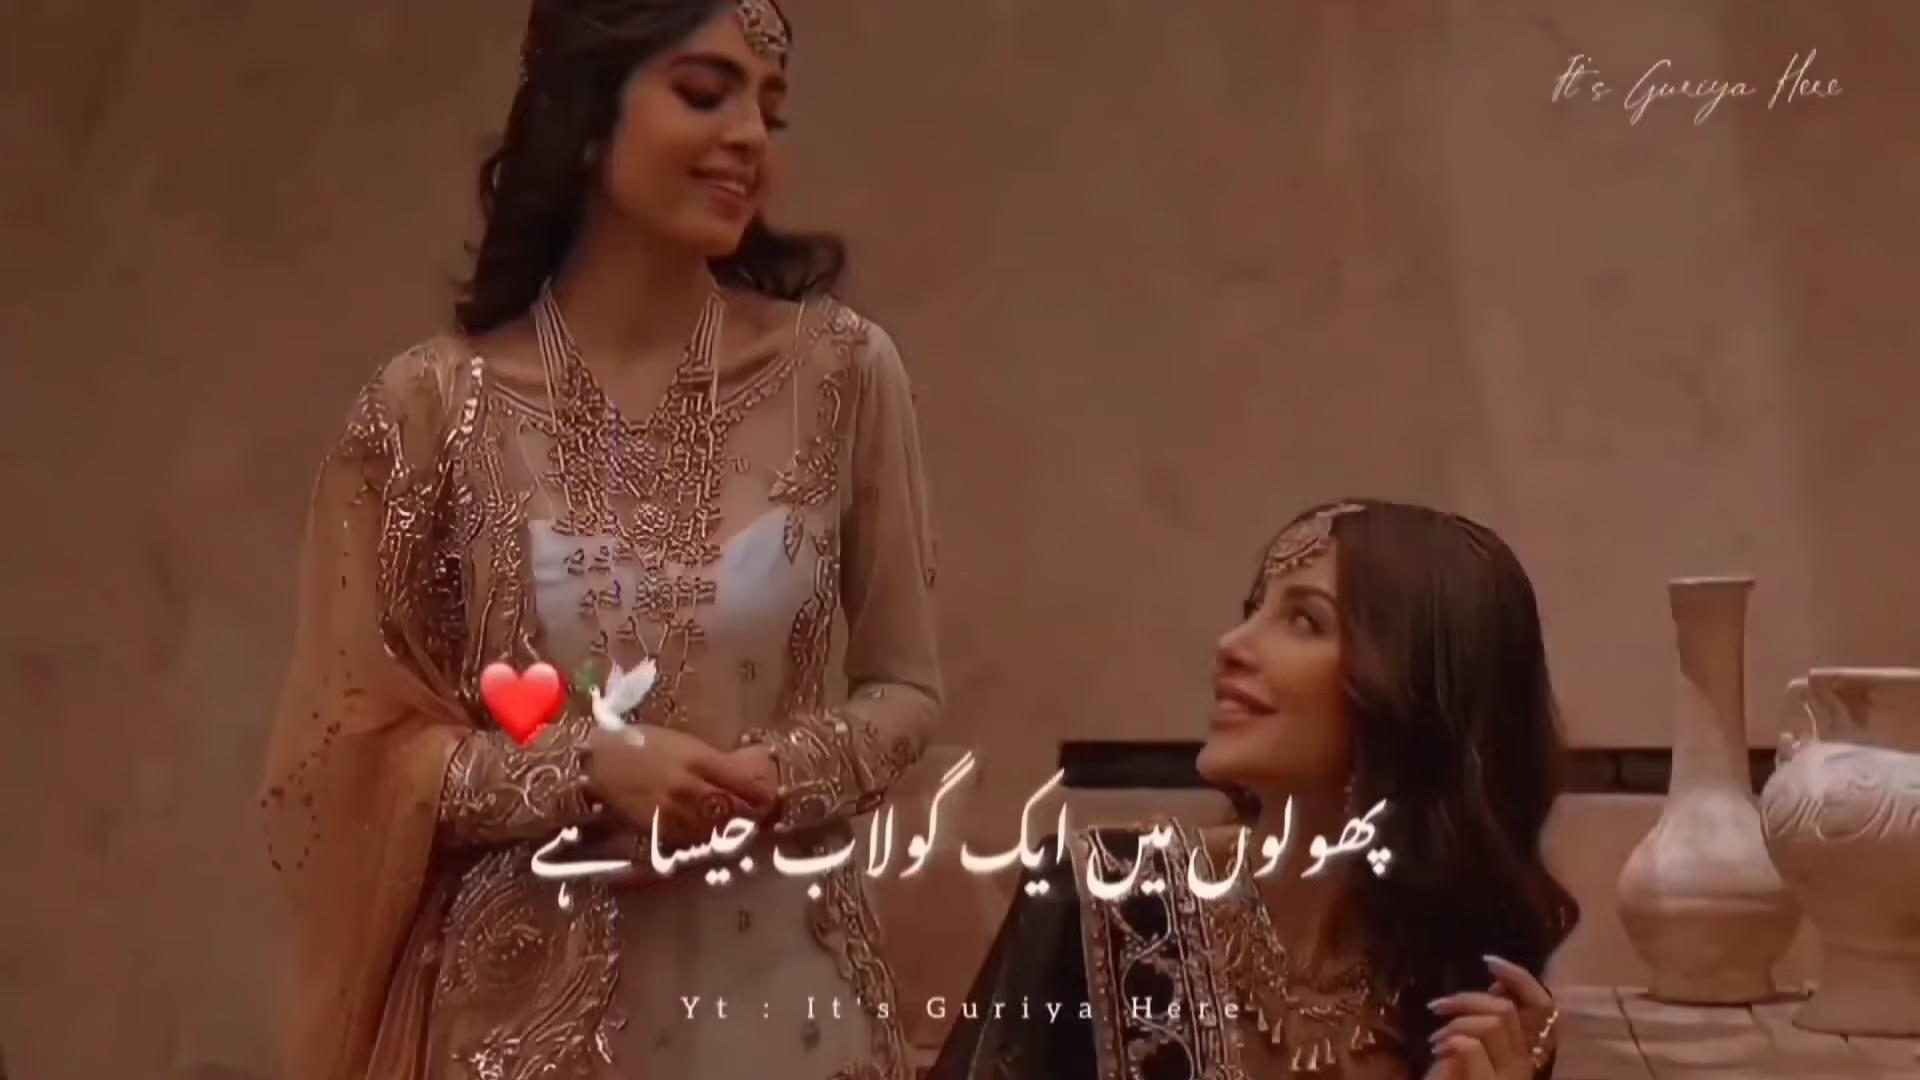 It's Guriya Here
❤️🕊️
پھولوں میں ایک گولاب جیسا ہے
Yt : It's Guriya Here